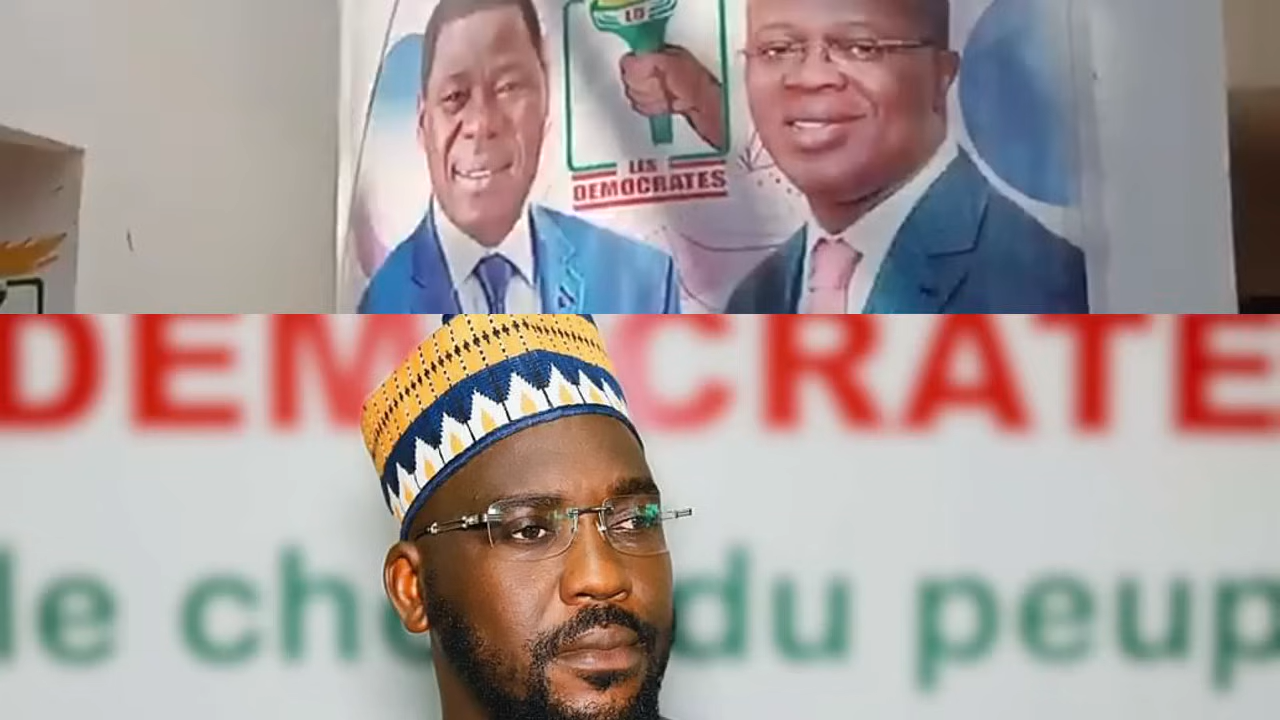 LD
LES
DEMOCRATES
DEM CRATE
le ch du peup